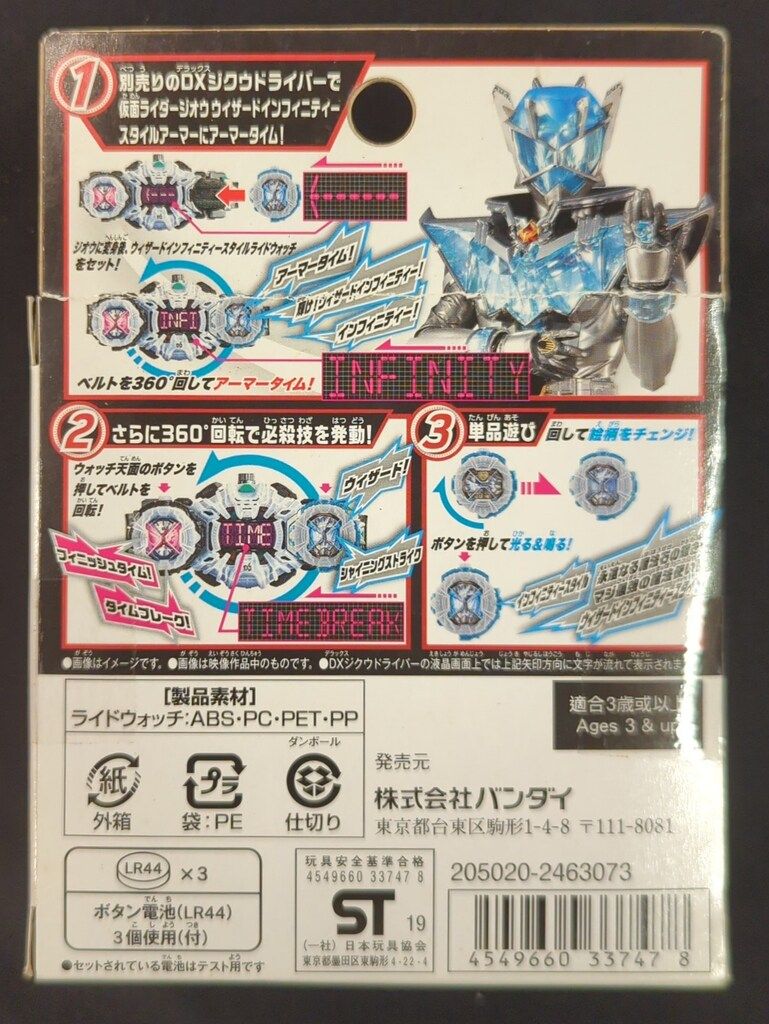 1
別売りのDXジクウドライバーで
仮面ライダージオウ ウィザードインフィニティー
スタイルアーマーにアーマータイム!
ジオウに変身後、ウィザードインフィニティースタイルライドウォッチ
をセット!
アーマータイム!
インフィニティー!
INFI
INFINITY
ベルトを360°回してアーマータイム!
2 さらに360°回転で必殺技を発動!
ウォッチ天面のボタンを
押してベルトを
回転!
ウィザード!
TIME
シャイニングストライク
フィニッシュタイム!
タイムブレーク!
TIMEBREAK
3 単品遊び 回して絵柄をチェンジ!
ボタンを押して光る&鳴る!
インフィニティースタイル
●画像はイメージです。●画像は映像作品中のものです。●DXジクウドライバーの液晶画面上では上記矢印方向に文字が流れて表示されま
[製品素材]
ライドウォッチ:ABS・PC・PET・PP
ダンボール
紙
プラ
外箱
袋:PE
仕切り
適合3歳或以上
Ages 3 & up
発売元
株式会社バンダイ
東京都台東区駒形1-4-8 〒111-8081
LR44 ×3
ボタン電池(LR44)
3個使用(付)
●セットされている電池はテスト用です
玩具安全基準合格
4549660 33747 8
ST 19
(一社)日本玩具協会
東京都墨田区東駒形4-22-4
205020-2463073
4549660 337478